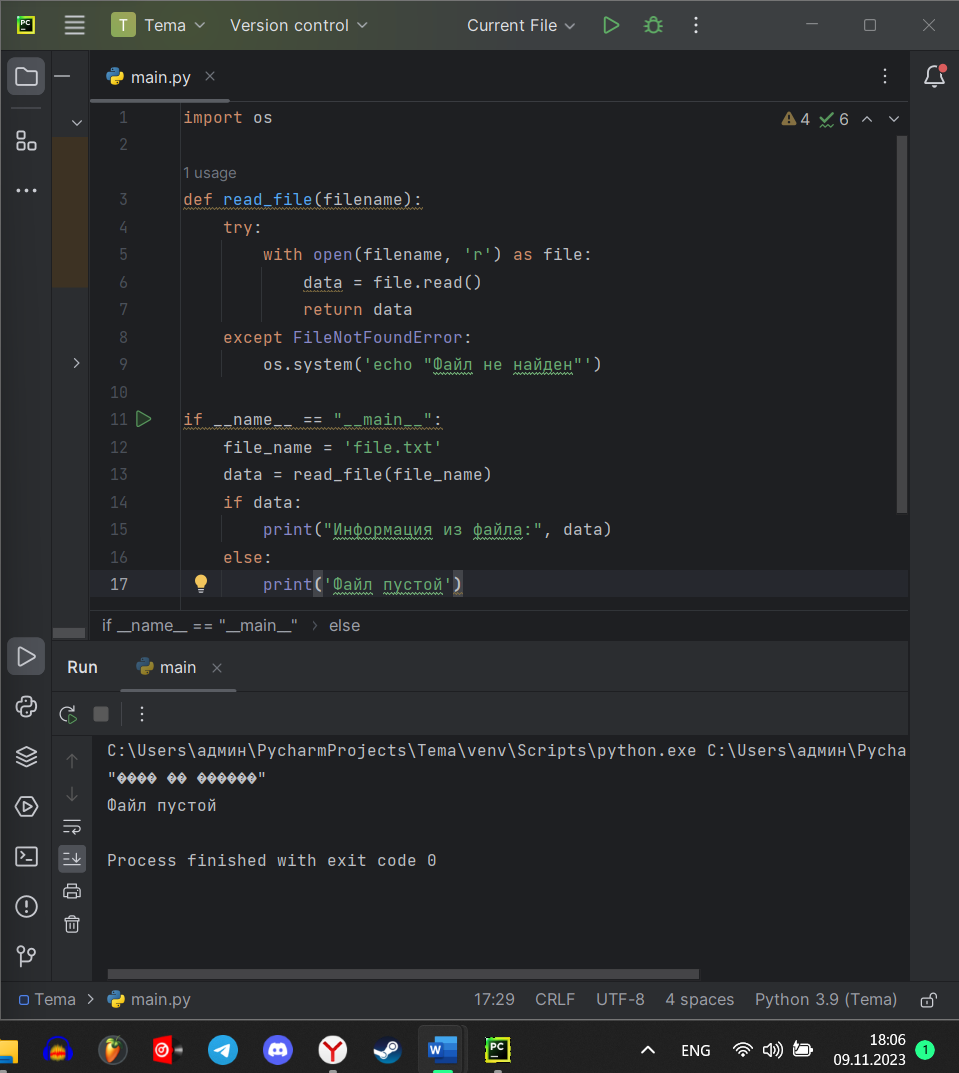 PC T Tema Version control Current File
main.py
4 6
1 import os
2
1 usage
3 def read_file(filename):
4 try:
5 with open(filename, 'r') as file:
6 data = file.read()
7 return data
8 except FileNotFoundError:
9 os.system('echo "Файл не найден"')
10
11 if __name__ == "__main__":
12 file_name = 'file.txt'
13 data = read_file(file_name)
14 if data:
15 print("Информация из файла:", data)
16 else:
17 print('Файл пустой')
if __name__ == "__main__" › else
Run main
C:\Users\админ\PycharmProjects\Tema\venv\Scripts\python.exe C:\Users\админ\Pycha
"���� �� ������"
Файл пустой
Process finished with exit code 0
Tema > main.py 17:29 CRLF UTF-8 4 spaces Python 3.9 (Tema)
W PC ENG 18:06 1
09.11.2023